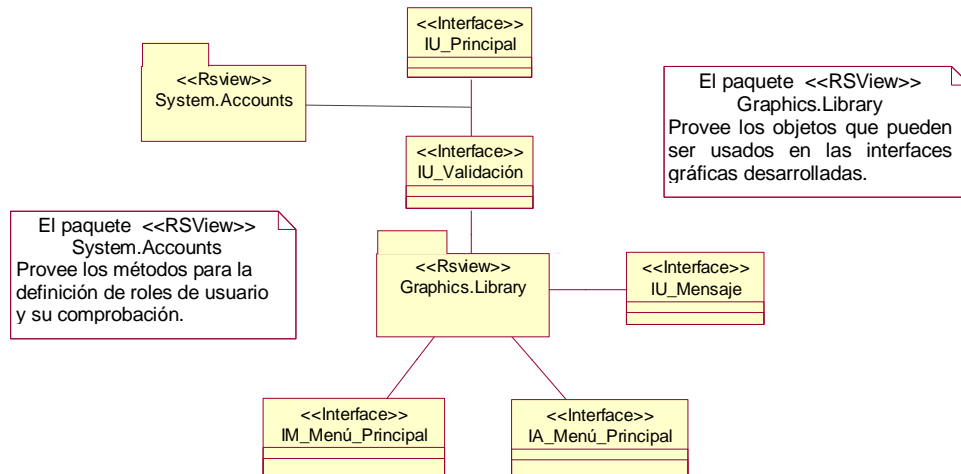 <<Interface>>
IU_Principal
<<Rsview>>
System.Accounts
El paquete <<RSView>>
Graphics.Library
Provee los objetos que pueden
ser usados en las interfaces
gráficas desarrolladas.
<<Interface>>
IU_Validación
El paquete <<RSView>>
System.Accounts
Provee los métodos para la
definición de roles de usuario
y su comprobación.
<<Rsview>>
Graphics.Library
<<Interface>>
IU_Mensaje
<<Interface>>
IM_Menú_Principal
<<Interface>>
IA_Menú_Principal